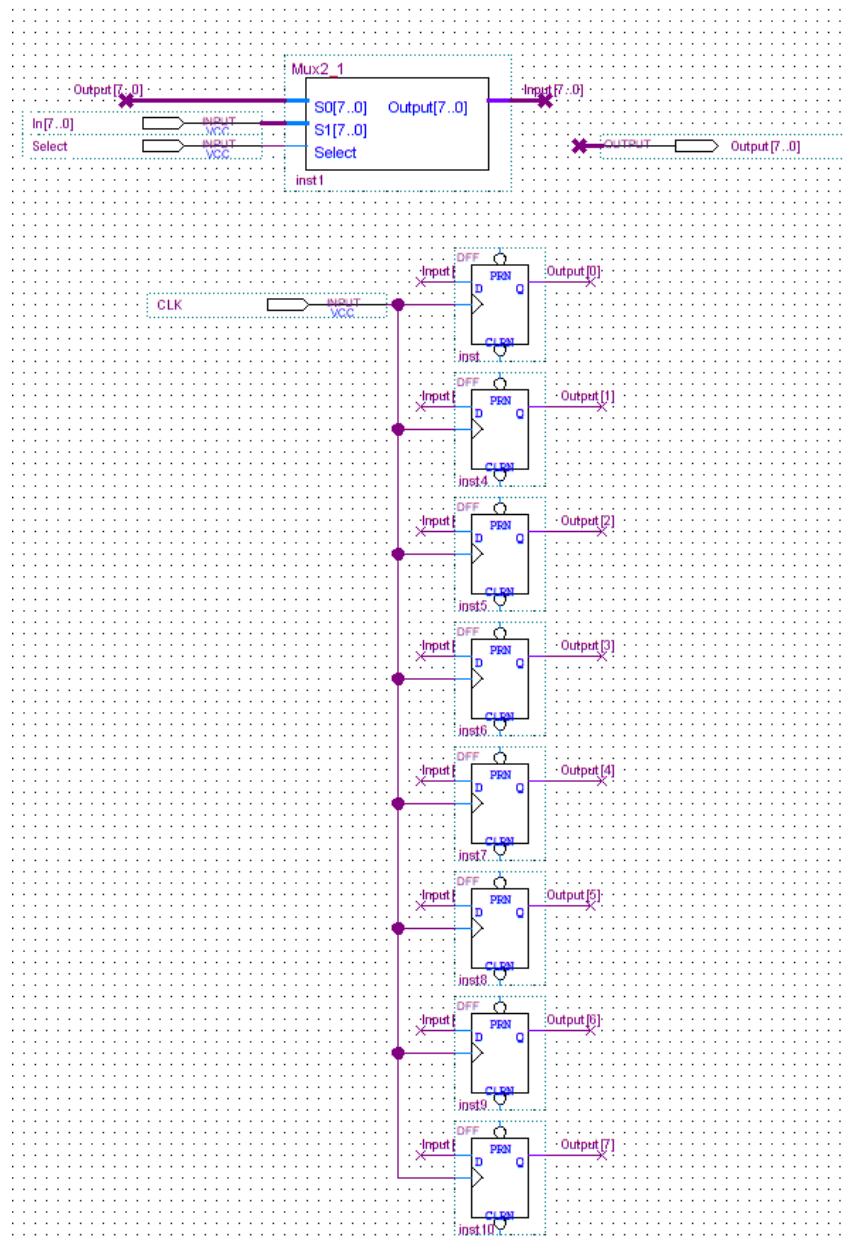 Mux2_1
Output[7..0]
Input[7..0]
S0[7..0]
Output[7..0]
In[7..0]
INPUT
VCC
S1[7..0]
Select
INPUT
VCC
Select
OUTPUT
Output[7..0]
inst1
DFF
Input[
PRN
Output[0]
D
Q
CLK
INPUT
VCC
CLRN
inst
DFF
Input[
PRN
Output[1]
D
Q
CLRN
inst4
DFF
Input[
PRN
Output[2]
D
Q
CLRN
inst5
DFF
Input[
PRN
Output[3]
D
Q
CLRN
inst6
DFF
Input[
PRN
Output[4]
D
Q
CLRN
inst7
DFF
Input[
PRN
Output[5]
D
Q
CLRN
inst8
DFF
Input[
PRN
Output[6]
D
Q
CLRN
inst9
DFF
Input[
PRN
Output[7]
D
Q
CLRN
inst10